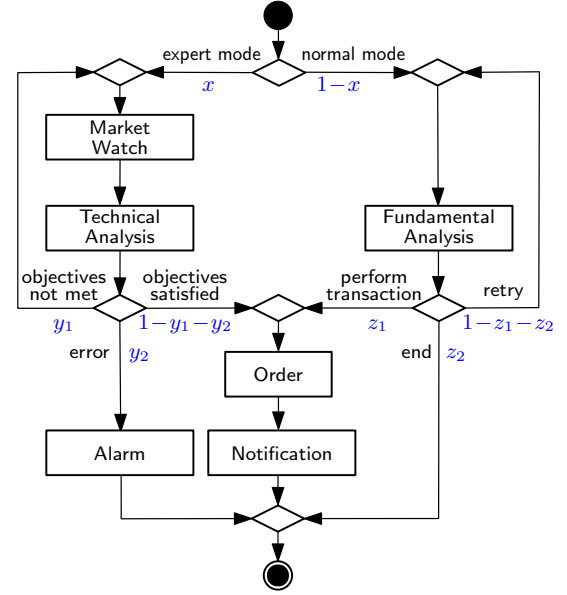 expert mode
normal mode
x
1−x
Market
Watch
Technical
Analysis
Fundamental
Analysis
objectives
not met
objectives
satisfied
perform
transaction
retry
y₁
1−y₁−y₂
z₁
1−z₁−z₂
error
y₂
end
z₂
Order
Alarm
Notification